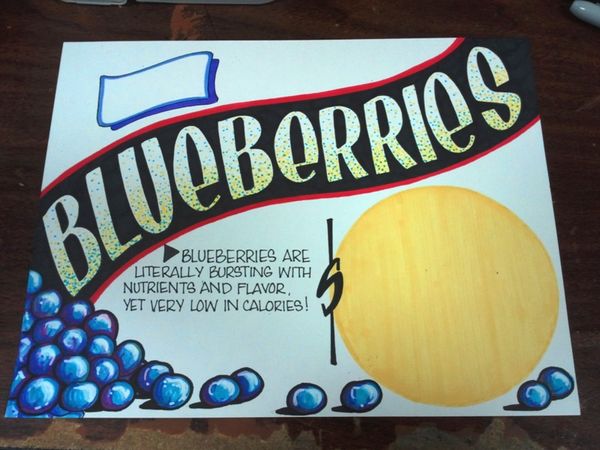 BLUeBeRRIeS
BLUEBERRIES ARE
LITERALLY BURSTING WITH
NUTRIENTS AND FLAVOR,
YET VERY LOW IN CALORIES!
$